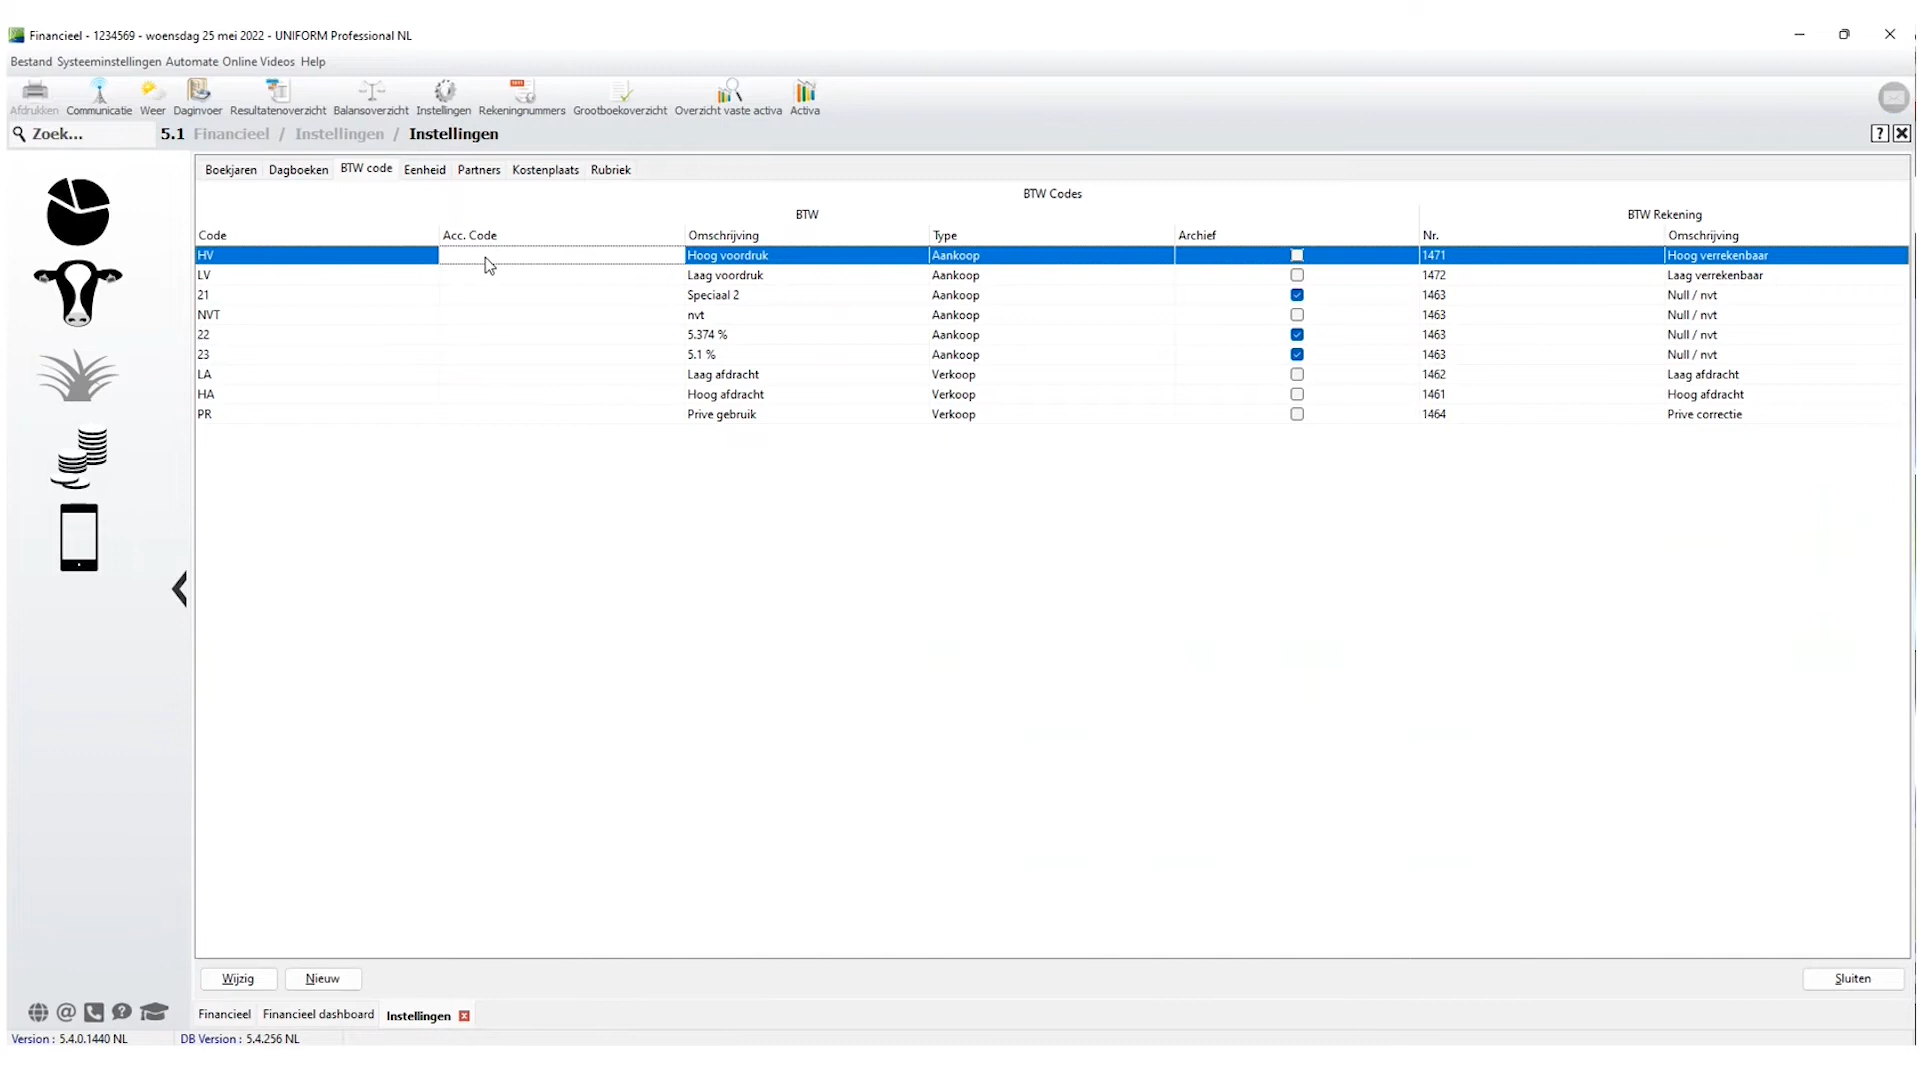 Financieel - 1234569 - woensdag 25 mei 2022 - UNIFORM Professional NL
Bestand Systeeminstellingen Automate Online Videos Help
Afdrukken Communicatie Weer Daginvoer Resultatenoverzicht Balansoverzicht Instellingen Rekeningnummers Grootboekoverzicht Overzicht vaste activa Activa
Zoek... 5.1 Financieel / Instellingen / Instellingen ?
Boekjaren Dagboeken BTW code Eenheid Partners Kostenplaats Rubriek
BTW Codes
BTW BTW Rekening
Code Acc. Code Omschrijving Type Archief Nr. Omschrijving
HV Hoog voordruk Aankoop 1471 Hoog verrekenbaar
LV Laag voordruk Aankoop 1472 Laag verrekenbaar
21 Speciaal 2 Aankoop 1463 Null / nvt
NVT nvt Aankoop 1463 Null / nvt
22 5.374 % Aankoop 1463 Null / nvt
23 5.1 % Aankoop 1463 Null / nvt
LA Laag afdracht Verkoop 1462 Laag afdracht
HA Hoog afdracht Verkoop 1461 Hoog afdracht
PR Prive gebruik Verkoop 1464 Prive correctie
Wijzig Nieuw Sluiten
Financieel Financieel dashboard Instellingen
Version : 5.4.0.1440 NL DB Version : 5.4.256 NL